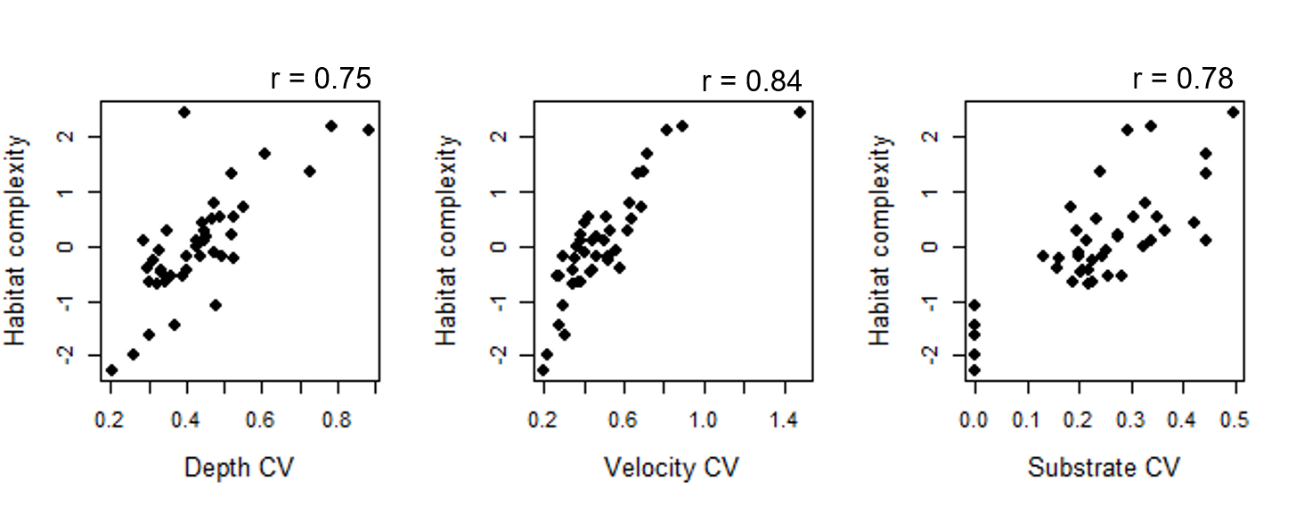 r = 0.75
Habitat complexity
2
1
0
-1
-2
0.2 0.4 0.6 0.8
Depth CV
r = 0.84
Habitat complexity
2
1
0
-1
-2
0.2 0.6 1.0 1.4
Velocity CV
r = 0.78
Habitat complexity
2
1
0
-1
-2
0.0 0.1 0.2 0.3 0.4 0.5
Substrate CV